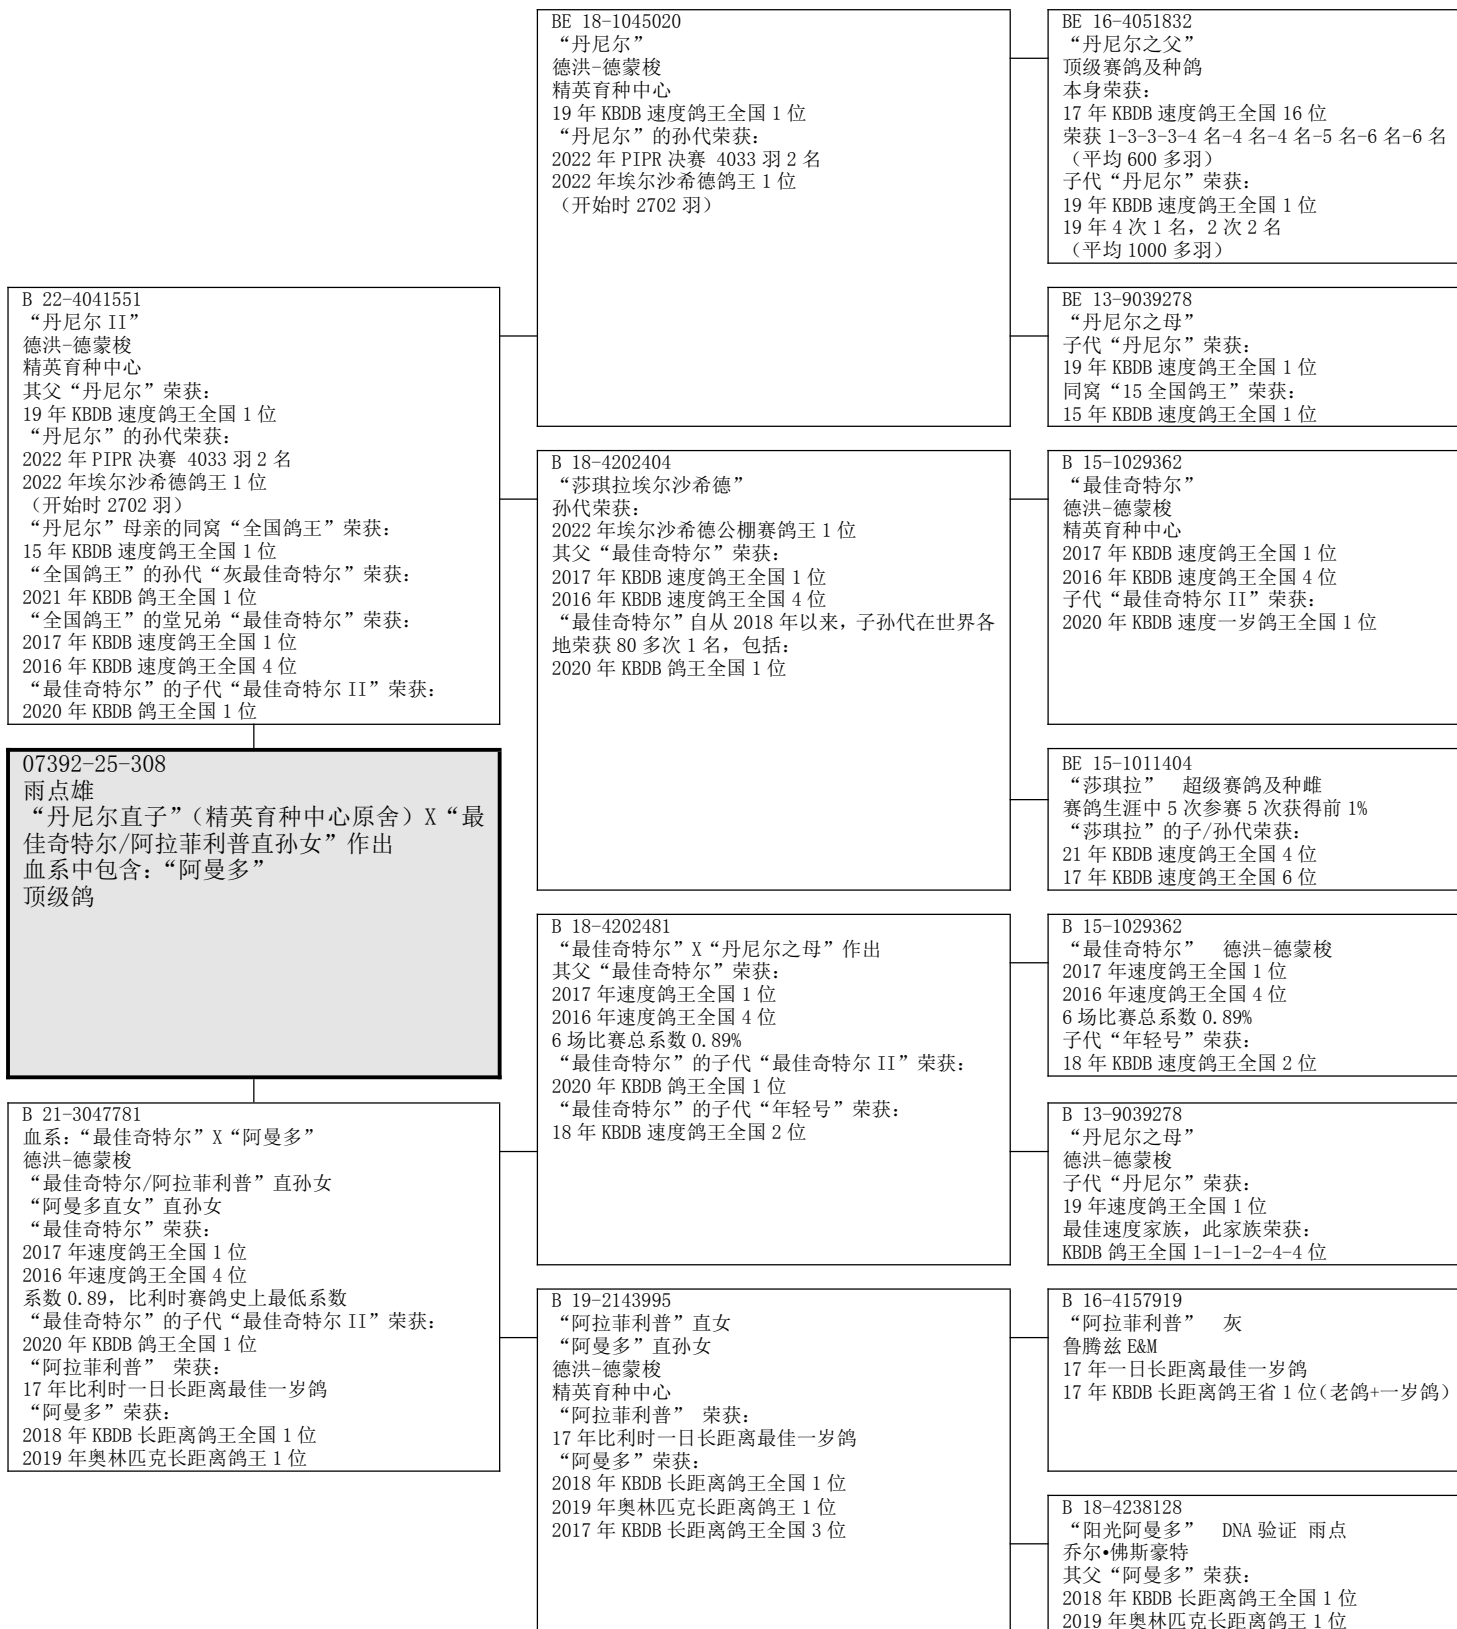 BE 18-1045020
“丹尼尔”
德洪-德蒙梭
精英育种中心
19 年 KBDB 速度鸽王全国 1 位
“丹尼尔”的孙代荣获：
2022 年 PIPR 决赛 4033 羽 2 名
2022 年埃尔沙希德鸽王 1 位
（开始时 2702 羽）
BE 16-4051832
“丹尼尔之父”
顶级赛鸽及种鸽
本身荣获：
17 年 KBDB 速度鸽王全国 16 位
荣获 1-3-3-3-4 名-4 名-4 名-5 名-6 名-6 名
（平均 600 多羽）
子代“丹尼尔”荣获：
19 年 KBDB 速度鸽王全国 1 位
19 年 4 次 1 名，2 次 2 名
（平均 1000 多羽）
B 22-4041551
“丹尼尔 II”
德洪-德蒙梭
精英育种中心
其父“丹尼尔”荣获：
19 年 KBDB 速度鸽王全国 1 位
“丹尼尔”的孙代荣获：
2022 年 PIPR 决赛 4033 羽 2 名
2022 年埃尔沙希德鸽王 1 位
（开始时 2702 羽）
“丹尼尔”母亲的同窝“全国鸽王”荣获：
15 年 KBDB 速度鸽王全国 1 位
“全国鸽王”的孙代“灰最佳奇特尔”荣获：
2021 年 KBDB 鸽王全国 1 位
“全国鸽王”的堂兄弟“最佳奇特尔”荣获：
2017 年 KBDB 速度鸽王全国 1 位
2016 年 KBDB 速度鸽王全国 4 位
“最佳奇特尔”的子代“最佳奇特尔 II”荣获：
2020 年 KBDB 鸽王全国 1 位
BE 13-9039278
“丹尼尔之母”
子代“丹尼尔”荣获：
19 年 KBDB 速度鸽王全国 1 位
同窝“15 全国鸽王”荣获：
15 年 KBDB 速度鸽王全国 1 位
B 18-4202404
“莎琪拉埃尔沙希德”
孙代荣获：
2022 年埃尔沙希德公棚赛鸽王 1 位
其父“最佳奇特尔”荣获：
2017 年 KBDB 速度鸽王全国 1 位
2016 年 KBDB 速度鸽王全国 4 位
“最佳奇特尔”自从 2018 年以来，子孙代在世界各
地荣获 80 多次 1 名，包括：
2020 年 KBDB 鸽王全国 1 位
B 15-1029362
“最佳奇特尔”
德洪-德蒙梭
精英育种中心
2017 年 KBDB 速度鸽王全国 1 位
2016 年 KBDB 速度鸽王全国 4 位
子代“最佳奇特尔 II”荣获：
2020 年 KBDB 速度一岁鸽王全国 1 位
07392-25-308
雨点雄
“丹尼尔直子”（精英育种中心原舍）X“最
佳奇特尔/阿拉菲利普直孙女”作出
血系中包含：“阿曼多”
顶级鸽
BE 15-1011404
“莎琪拉” 超级赛鸽及种雌
赛鸽生涯中 5 次参赛 5 次获得前 1%
“莎琪拉”的子/孙代荣获：
21 年 KBDB 速度鸽王全国 4 位
17 年 KBDB 速度鸽王全国 6 位
B 18-4202481
“最佳奇特尔”X“丹尼尔之母”作出
其父“最佳奇特尔”荣获：
2017 年速度鸽王全国 1 位
2016 年速度鸽王全国 4 位
6 场比赛总系数 0.89%
“最佳奇特尔”的子代“最佳奇特尔 II”荣获：
2020 年 KBDB 鸽王全国 1 位
“最佳奇特尔”的子代“年轻号”荣获：
18 年 KBDB 速度鸽王全国 2 位
B 15-1029362
“最佳奇特尔” 德洪-德蒙梭
2017 年速度鸽王全国 1 位
2016 年速度鸽王全国 4 位
6 场比赛总系数 0.89%
子代“年轻号”荣获：
18 年 KBDB 速度鸽王全国 2 位
B 21-3047781
血系：“最佳奇特尔”X“阿曼多”
德洪-德蒙梭
“最佳奇特尔/阿拉菲利普”直孙女
“阿曼多直女”直孙女
“最佳奇特尔”荣获：
2017 年速度鸽王全国 1 位
2016 年速度鸽王全国 4 位
系数 0.89，比利时赛鸽史上最低系数
“最佳奇特尔”的子代“最佳奇特尔 II”荣获：
2020 年 KBDB 鸽王全国 1 位
“阿拉菲利普” 荣获：
17 年比利时一日长距离最佳一岁鸽
“阿曼多”荣获：
2018 年 KBDB 长距离鸽王全国 1 位
2019 年奥林匹克长距离鸽王 1 位
B 13-9039278
“丹尼尔之母”
德洪-德蒙梭
子代“丹尼尔”荣获：
19 年速度鸽王全国 1 位
最佳速度家族，此家族荣获：
KBDB 鸽王全国 1-1-1-2-4-4 位
B 19-2143995
“阿拉菲利普”直女
“阿曼多”直孙女
德洪-德蒙梭
精英育种中心
“阿拉菲利普” 荣获：
17 年比利时一日长距离最佳一岁鸽
“阿曼多”荣获：
2018 年 KBDB 长距离鸽王全国 1 位
2019 年奥林匹克长距离鸽王 1 位
2017 年 KBDB 长距离鸽王全国 3 位
B 16-4157919
“阿拉菲利普” 灰
鲁腾兹 E&M
17 年一日长距离最佳一岁鸽
17 年 KBDB 长距离鸽王省 1 位（老鸽+一岁鸽）
B 18-4238128
“阳光阿曼多” DNA 验证 雨点
乔尔•佛斯豪特
其父“阿曼多”荣获：
2018 年 KBDB 长距离鸽王全国 1 位
2019 年奥林匹克长距离鸽王 1 位